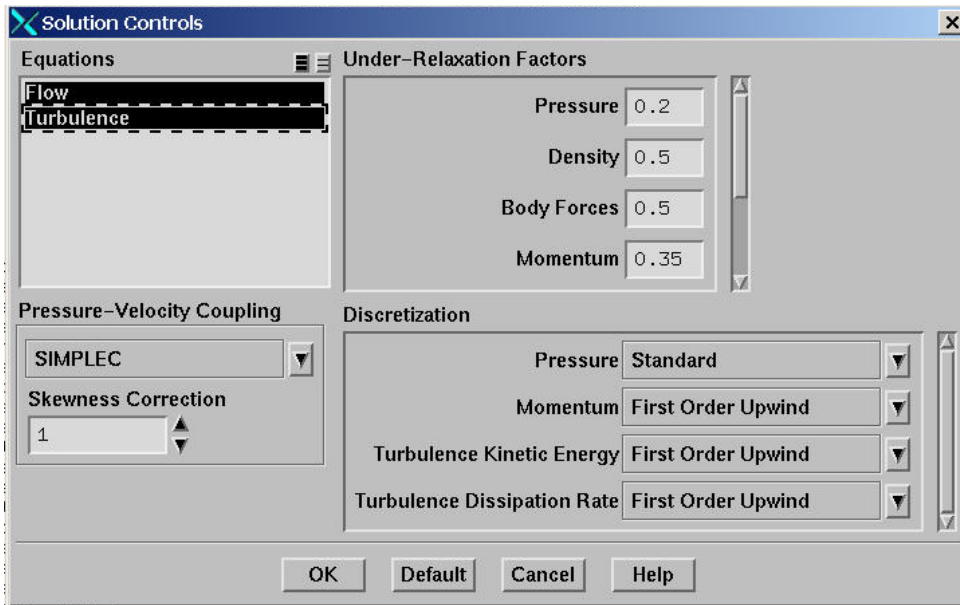 Solution Controls
Equations
Flow
Turbulence
Under-Relaxation Factors
Pressure 0.2
Density 0.5
Body Forces 0.5
Momentum 0.35
Pressure-Velocity Coupling
SIMPLEC
Skewness Correction
1
Discretization
Pressure Standard
Momentum First Order Upwind
Turbulence Kinetic Energy First Order Upwind
Turbulence Dissipation Rate First Order Upwind
OK Default Cancel Help